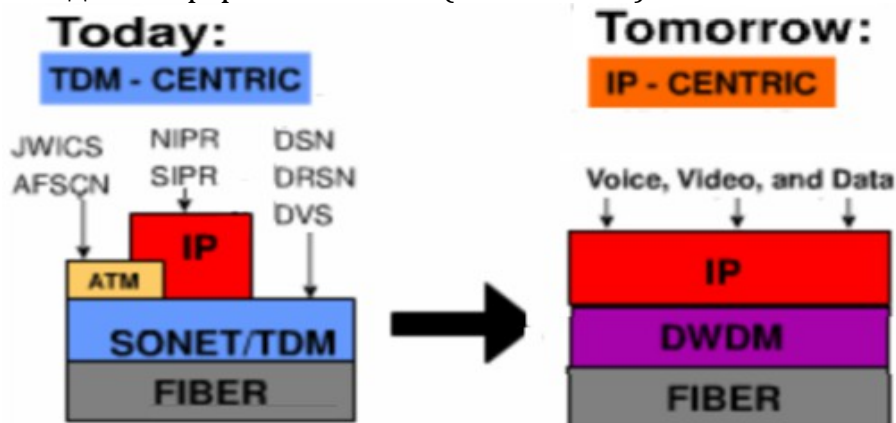 Today:
TDM - CENTRIC
JWICS
AFSCN
NIPR
SIPR
DSN
DRSN
DVS
IP
ATM
SONET/TDM
FIBER
Tomorrow:
IP - CENTRIC
Voice, Video, and Data
IP
DWDM
FIBER